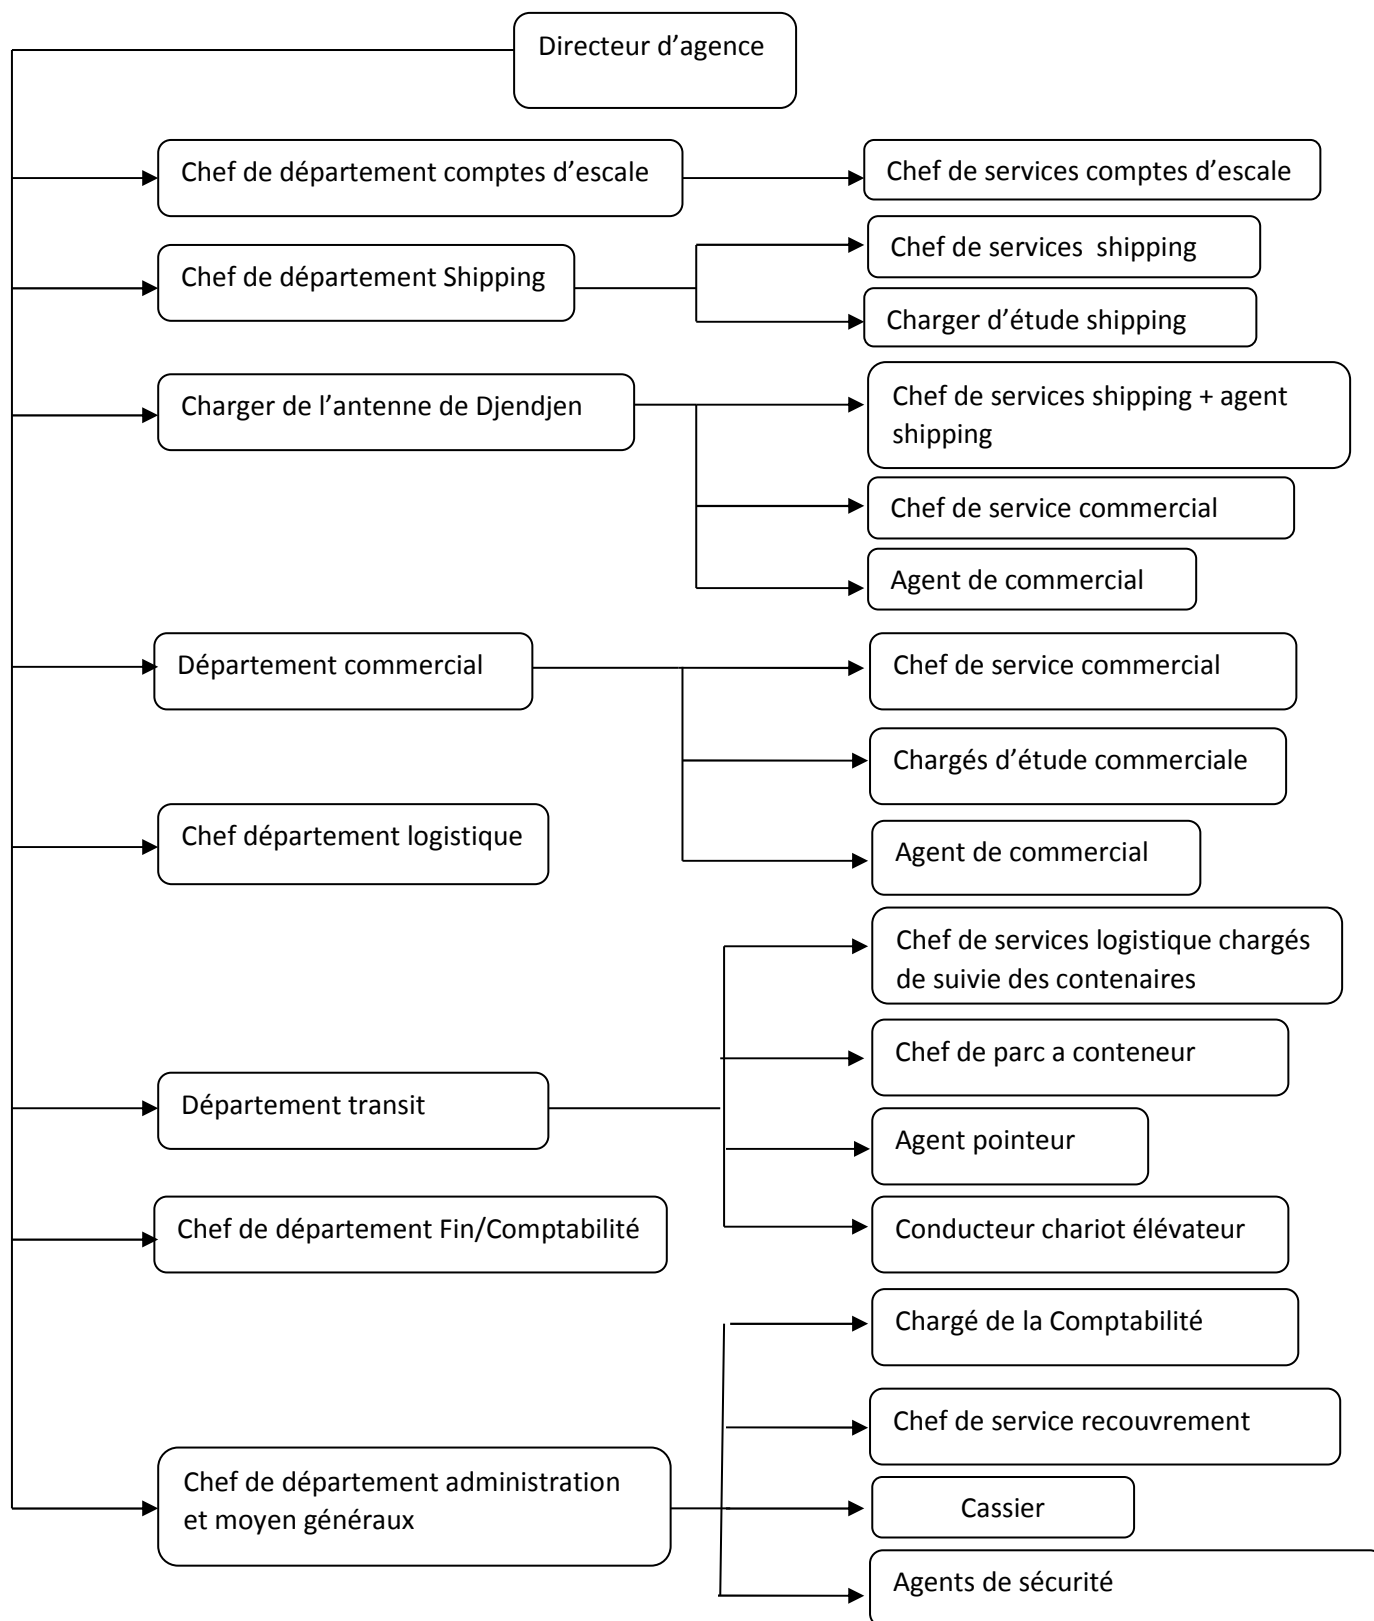 Directeur d’agence
Chef de département comptes d’escale
Chef de services comptes d’escale
Chef de département Shipping
Chef de services  shipping
Charger d’étude shipping
Charger de l’antenne de Djendjen
Chef de services shipping + agent
shipping
Chef de service commercial
Agent de commercial
Département commercial
Chef de service commercial
Chargés d’étude commerciale
Agent de commercial
Chef département logistique
Département transit
Chef de services logistique chargés
de suivie des contenaires
Chef de parc a conteneur
Agent pointeur
Conducteur chariot élévateur
Chef de département Fin/Comptabilité
Chef de département administration
et moyen généraux
Chargé de la Comptabilité
Chef de service recouvrement
Cassier
Agents de sécurité